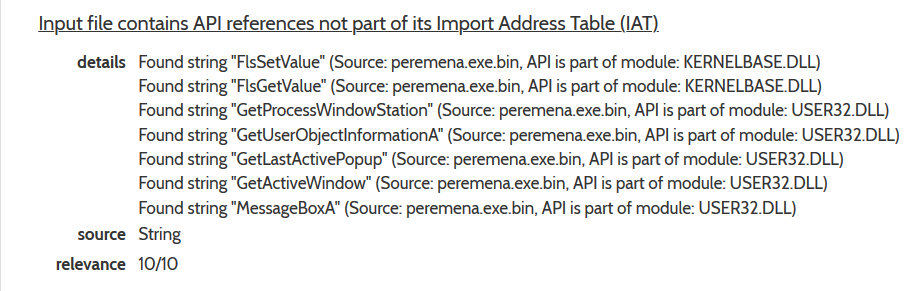 Input file contains API references not part of its Import Address Table (IAT)
details Found string "FlsSetValue" (Source: peremena.exe.bin, API is part of module: KERNELBASE.DLL)
Found string "FlsGetValue" (Source: peremena.exe.bin, API is part of module: KERNELBASE.DLL)
Found string "GetProcessWindowStation" (Source: peremena.exe.bin, API is part of module: USER32.DLL)
Found string "GetUserObjectInformationA" (Source: peremena.exe.bin, API is part of module: USER32.DLL)
Found string "GetLastActivePopup" (Source: peremena.exe.bin, API is part of module: USER32.DLL)
Found string "GetActiveWindow" (Source: peremena.exe.bin, API is part of module: USER32.DLL)
Found string "MessageBoxA" (Source: peremena.exe.bin, API is part of module: USER32.DLL)
source String
relevance 10/10